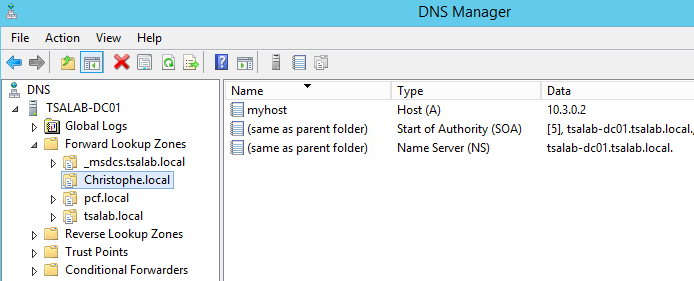 DNS Manager
File Action View Help
DNS
TSALAB-DC01
Global Logs
Forward Lookup Zones
_msdcs.tsalab.local
Christophe.local
pcf.local
tsalab.local
Reverse Lookup Zones
Trust Points
Conditional Forwarders
Name Type Data
myhost Host (A) 10.3.0.2
(same as parent folder) Start of Authority (SOA) [5], tsalab-dc01.tsalab.local.,
(same as parent folder) Name Server (NS) tsalab-dc01.tsalab.local.